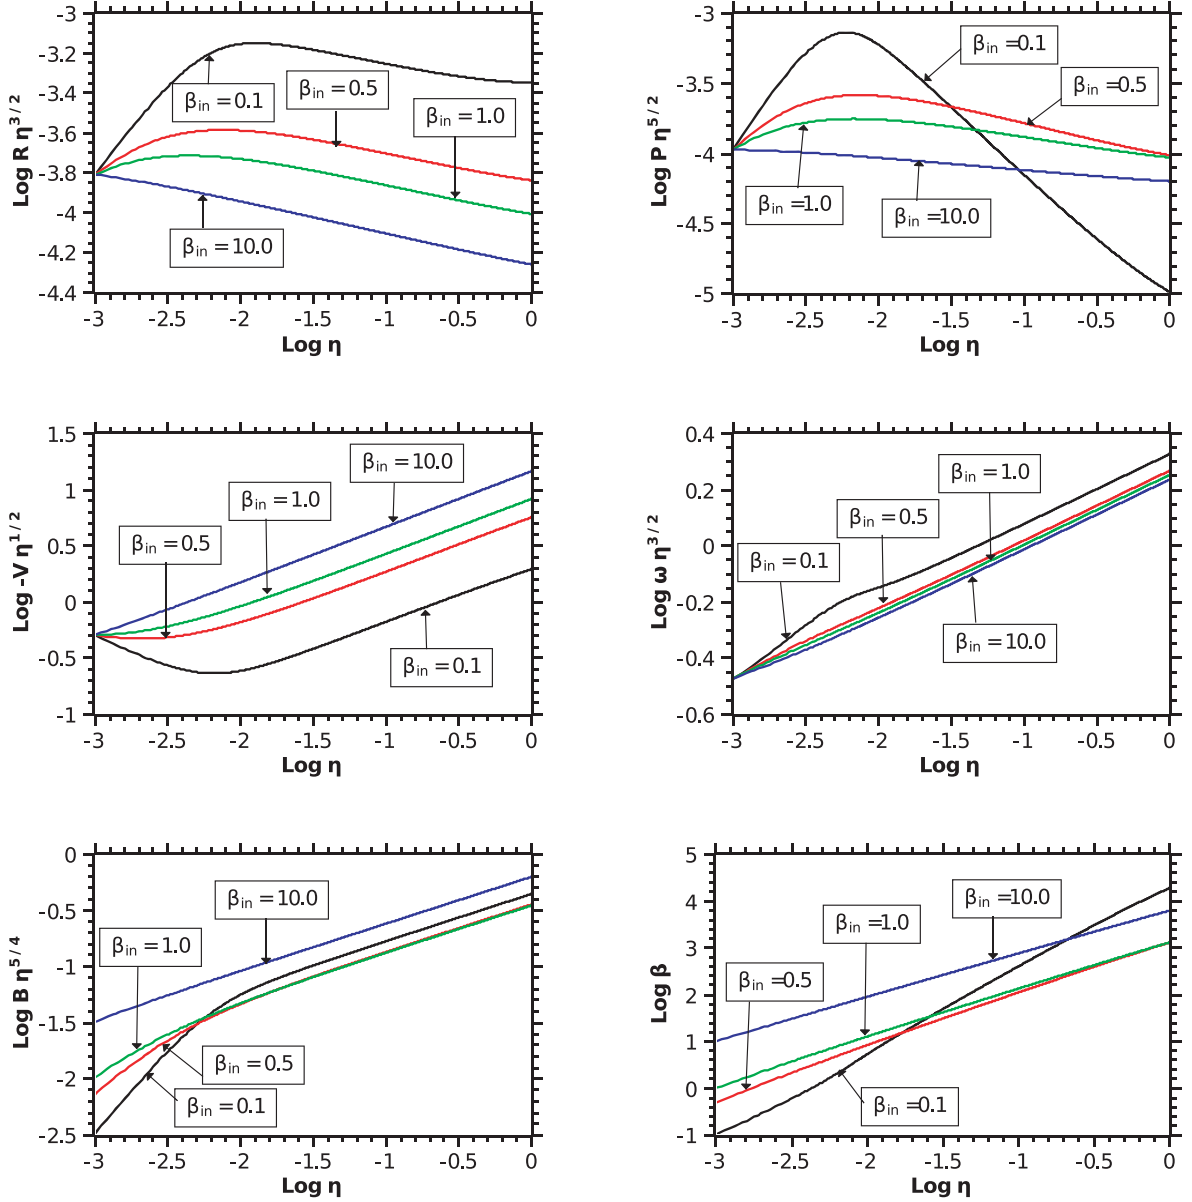 Log R η^3/2
-3
-3.2
-3.4
-3.6
-3.8
-4
-4.2
-4.4
β_in = 0.1
β_in = 0.5
β_in = 1.0
β_in = 10.0
-3 -2.5 -2 -1.5 -1 -0.5 0
Log η
Log P η^5/2
-3
-3.5
-4
-4.5
-5
β_in =0.1
β_in =0.5
β_in =1.0
β_in =10.0
-3 -2.5 -2 -1.5 -1 -0.5 0
Log η
Log -V η^1/2
1.5
1
0.5
0
-0.5
-1
β_in = 10.0
β_in = 1.0
β_in = 0.5
β_in = 0.1
-3 -2.5 -2 -1.5 -1 -0.5 0
Log η
Log ω η^3/2
0.4
0.2
0
-0.2
-0.4
-0.6
β_in = 1.0
β_in = 0.5
β_in = 0.1
β_in = 10.0
-3 -2.5 -2 -1.5 -1 -0.5 0
Log η
Log B η^5/4
0
-0.5
-1
-1.5
-2
-2.5
β_in = 10.0
β_in = 1.0
β_in = 0.5
β_in = 0.1
-3 -2.5 -2 -1.5 -1 -0.5 0
Log η
Log β
5
4
3
2
1
0
-1
β_in =10.0
β_in = 1.0
β_in =0.5
β_in =0.1
-3 -2.5 -2 -1.5 -1 -0.5 0
Log η